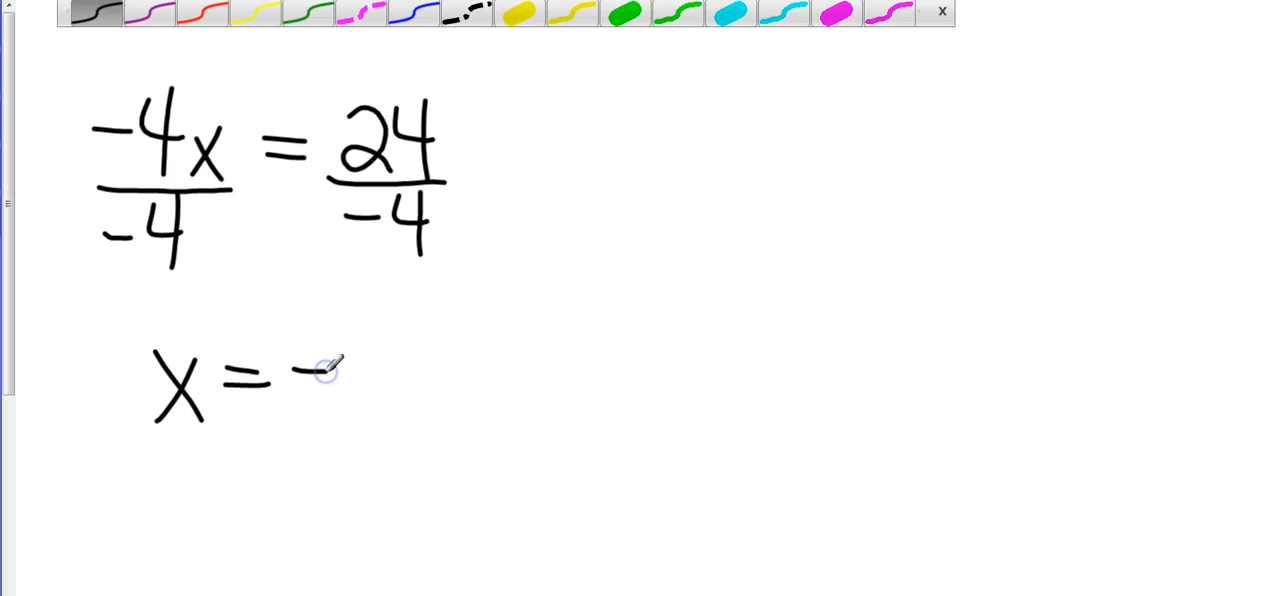 -4x = 24
-4 -4
x = -